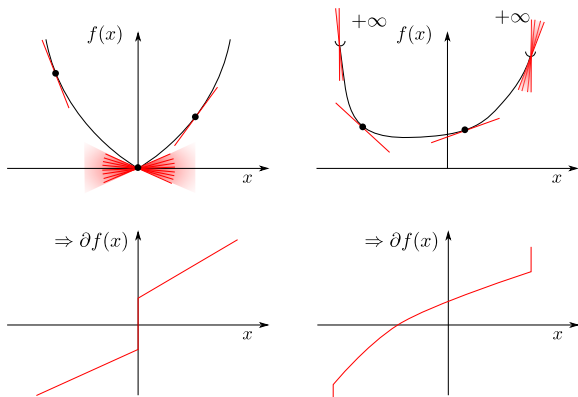 f(x)
x
+∞
f(x)
+∞
x
⇒ ∂f(x)
x
⇒ ∂f(x)
x